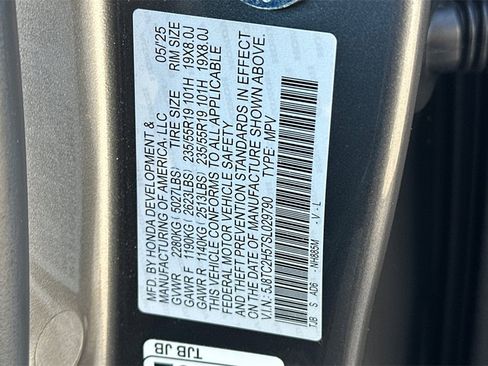 MFD. BY HONDA DEVELOPMENT & 05/'25
MANUFACTURING OF AMERICA, LLC
GVWR 2280KG (5027LBS) TIRE SIZE RIM SIZE
GAWR F 1190KG (2623LBS) 235/55R19 101H 19X8.0J
GAWR R 1140KG (2513LBS) 235/55R19 101H 19X8.0J
THIS VEHICLE CONFORMS TO ALL APPLICABLE
FEDERAL MOTOR VEHICLE SAFETY
AND THEFT PREVENTION STANDARDS IN EFFECT
ON THE DATE OF MANUFACTURE SHOWN ABOVE.
V.I.N.: 5J8TC2H57SL029790 TYPE: MPV
TJB S AD6 - NH885M - V - L
TJB JB